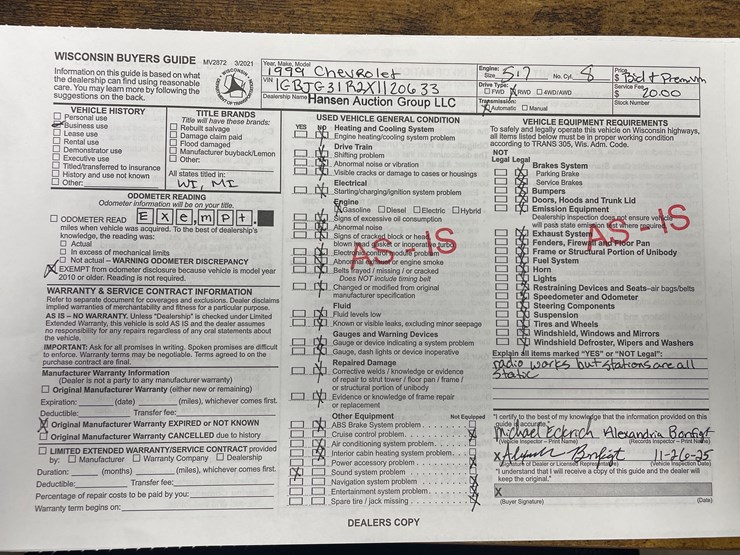 WISCONSIN BUYERS GUIDE MV2872 3/2021
Information on this guide is based on what
the dealership can find using reasonable
care. You may learn more by following the
suggestions on the back.
WISCONSIN
Year, Make, Model
1999 Chevrolet
VIN
1GBJG31R2X1120633
Dealership Name Hansen Auction Group LLC
Engine:
Size 5.7 No. Cyl. 8
Drive Type:
FWD RWD 4WD/AWD
Transmission:
Automatic Manual
Price
$ Bid + Premium
Service Fee
$ 20.00
Stock Number
VEHICLE HISTORY
Personal use
Business use
Lease use
Rental use
Demonstrator use
Executive use
Titled/transferred to insurance
History and use not known
Other:
TITLE BRANDS
Title will have these brands:
Rebuilt salvage
Damage claim paid
Flood damaged
Manufacturer buyback/Lemon
Other:
All states titled in:
WI, MI
ODOMETER READING
Odometer information will be on your title.
ODOMETER READ Exempt.
miles when vehicle was acquired. To the best of dealership's
knowledge, the reading was:
Actual
In excess of mechanical limits
Not actual – WARNING ODOMETER DISCREPANCY
EXEMPT from odometer disclosure because vehicle is model year
2010 or older. Reading may not be known.
WARRANTY & SERVICE CONTRACT INFORMATION
Refer to separate document for coverages and exclusions. Dealer disclaims
implied warranties of merchantability and fitness for a particular purpose.
AS IS – NO WARRANTY. Unless "Dealership" is checked under Limited
Extended Warranty, this vehicle is sold AS IS and the dealer assumes
no responsibility for any repairs regardless of any oral statements about
the vehicle.
IMPORTANT: Ask for all promises in writing. Spoken promises are difficult
to enforce. Warranty terms may be negotiable. Terms agreed to on the
purchase contract are final.
Manufacturer Warranty Information
(Dealer is not a party to any manufacturer warranty)
Original Manufacturer Warranty (either new or remaining)
Expiration: (date) (miles), whichever comes first.
Deductible: Transfer fee:
Original Manufacturer Warranty EXPIRED or NOT KNOWN
Original Manufacturer Warranty CANCELLED due to history
LIMITED EXTENDED WARRANTY/SERVICE CONTRACT provided
by: Manufacturer Warranty Company Dealership
Duration: (months) (miles), whichever comes first.
Deductible: Transfer fee:
Percentage of repair costs to be paid by you:
Warranty term begins on:
USED VEHICLE GENERAL CONDITION
YES NO
Heating and Cooling System
Engine heating/cooling system problem
Drive Train
Shifting problem
Abnormal noise or vibration
Visible cracks or damage to cases or housings
Electrical
Starting/charging/ignition system problem
Engine
Gasoline Diesel Electric Hybrid
Signs of excessive oil consumption
Abnormal noise
Signs of cracked block or head,
blown head gasket or inoperative turbo
Abnormal exhaust or engine smoke
Belts frayed / missing / or cracked
Does NOT include timing belt
Changed or modified from original
manufacturer specification
AS - IS
Fluid
Fluid levels low
Known or visible leaks, excluding minor seepage
Gauges and Warning Devices
Gauge or device indicating a system problem
Gauge, dash lights or device inoperative
Repaired Damage
Corrective welds / knowledge or evidence
of repair to strut tower / floor pan / frame /
or structural portion of unibody
Evidence or knowledge of frame repair
or replacement
Other Equipment Not Equipped
ABS Brake System problem
Cruise control problem
Air conditioning system problem
Interior cabin heating system problem
Power accessory problem
Sound system problem
Navigation system problem
Entertainment system problem
Spare tire / jack missing
VEHICLE EQUIPMENT REQUIREMENTS
To safely and legally operate this vehicle on Wisconsin highways,
all items listed below must be in proper working condition
according to TRANS 305, Wis. Adm. Code.
NOT
Legal Legal
Brakes System
Parking Brake
Service Brakes
Bumpers
Doors, Hoods and Trunk Lid
Emission Equipment
Dealership inspection does not ensure vehicle
will pass state emission test where required
Exhaust System
Fenders, Firewall and Floor Pan
Frame or Structural Portion of Unibody
Fuel System
Horn
Lights
Restraining Devices and Seats–air bags/belts
Speedometer and Odometer
Steering Components
Suspension
Tires and Wheels
Windshield, Windows and Mirrors
Windshield Defroster, Wipers and Washers
AS - IS
Explain all items marked "YES" or "NOT Legal":
radio works but stations are all
static
"I certify to the best of my knowledge that the information provided on this
guide is accurate."
Michael Eckrich Alexandria Bonfigt
(Vehicle Inspector – Print Name) (Records Inspector – Print Name)
X 11-26-25
(Signature of Dealer or Licensed Representative) (Vehicle Inspection Date)
"I understand that I will receive a copy of this guide and the dealer will
keep the original."
X
(Buyer Signature) (Date)
DEALERS COPY